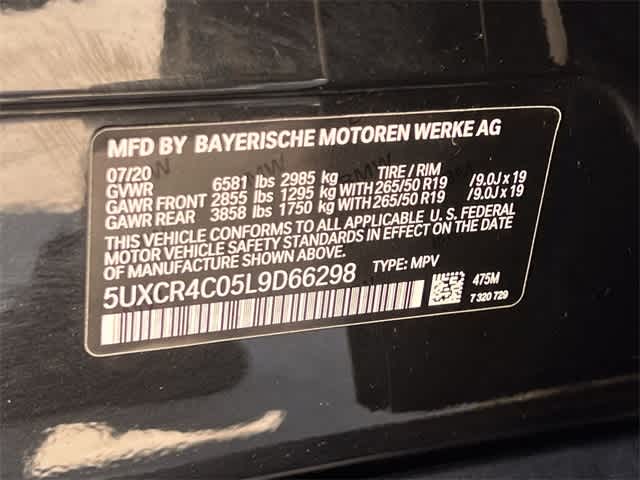 MFD BY BAYERISCHE MOTOREN WERKE AG
07/20 TIRE / RIM
GVWR 6581 lbs 2985 kg
GAWR FRONT 2855 lbs 1295 kg WITH 265/50 R19 /9.0J x 19
GAWR REAR 3858 lbs 1750 kg WITH 265/50 R19 /9.0J x 19
THIS VEHICLE CONFORMS TO ALL APPLICABLE U. S. FEDERAL
MOTOR VEHICLE SAFETY STANDARDS IN EFFECT ON THE DATE
OF MANUFACTURE SHOWN ABOVE.
5UXCR4C05L9D66298 TYPE: MPV
475M
7 320 729